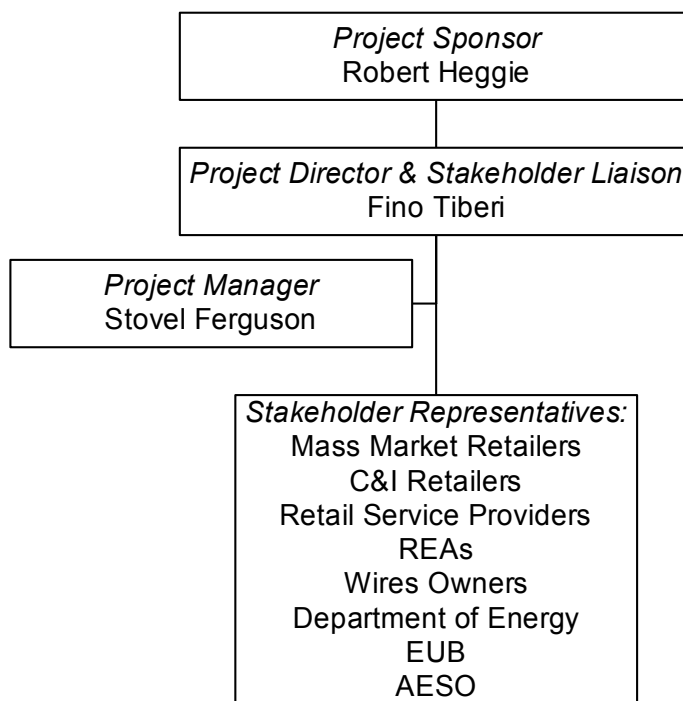 Project Sponsor
Robert Heggie
Project Director & Stakeholder Liaison
Fino Tiberi
Project Manager
Stovel Ferguson
Stakeholder Representatives:
Mass Market Retailers
C&I Retailers
Retail Service Providers
REAs
Wires Owners
Department of Energy
EUB
AESO